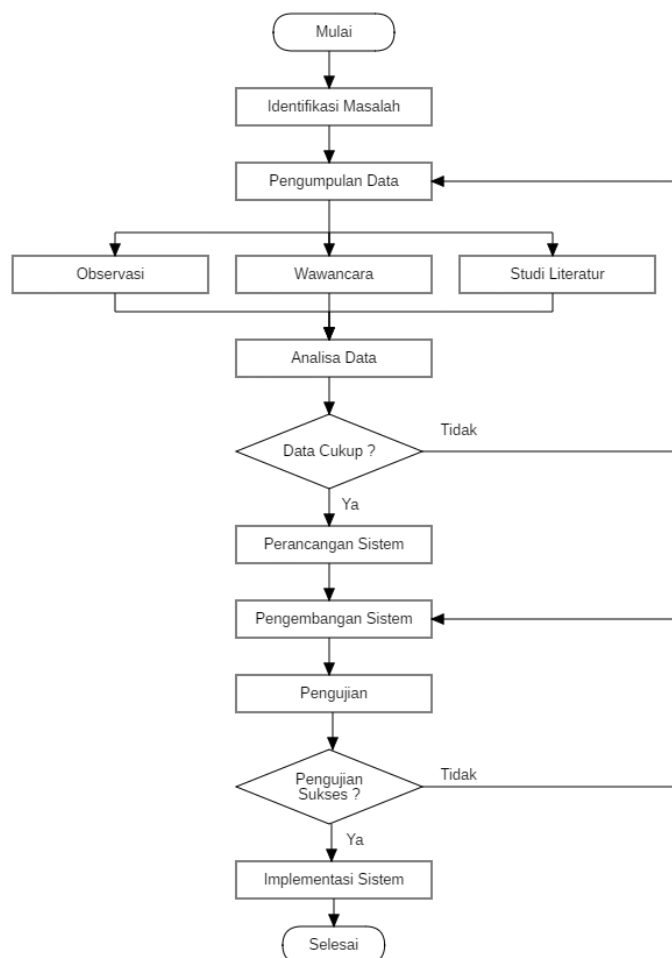 Mulai
Identifikasi Masalah
Pengumpulan Data
Observasi
Wawancara
Studi Literatur
Analisa Data
Data Cukup ?
Tidak
Ya
Perancangan Sistem
Pengembangan Sistem
Pengujian
Pengujian
Sukses ?
Tidak
Ya
Implementasi Sistem
Selesai